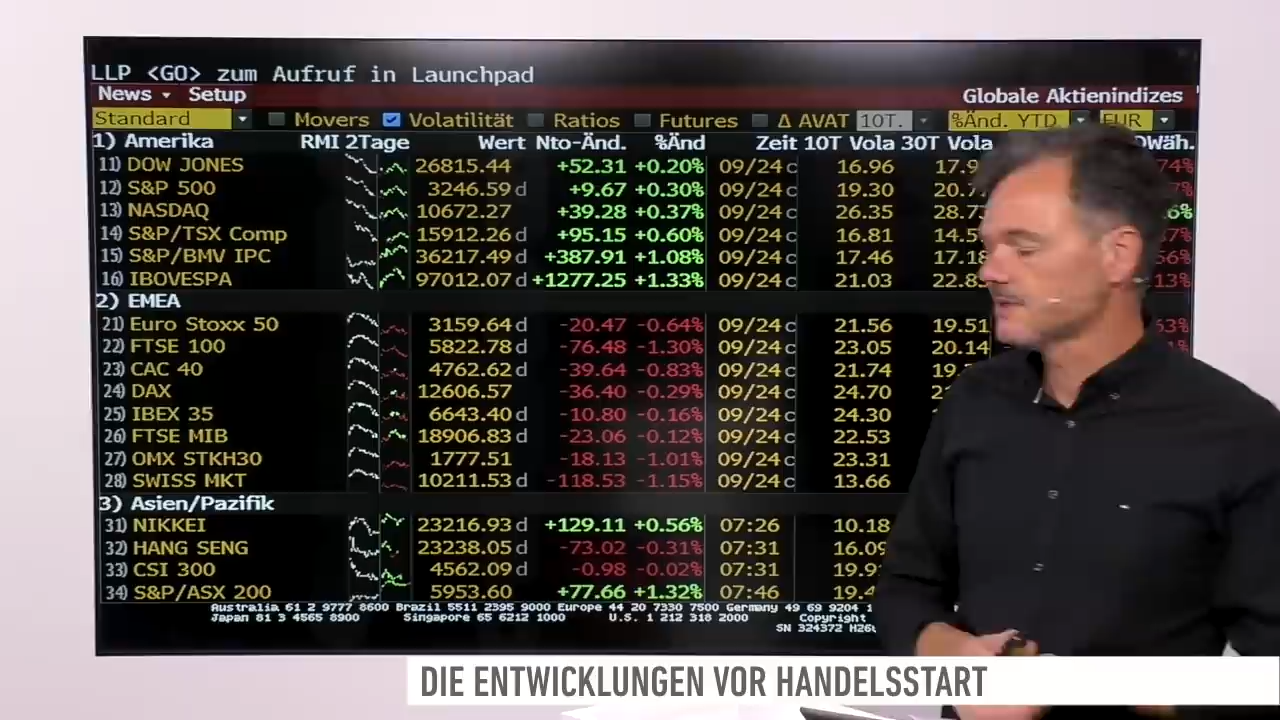 LLP <GO> zum Aufruf in Launchpad
News Setup Globale Aktienindizes
Standard Movers Volatilität Ratios Futures Δ AVAT 10T. %Änd. YTD EUR
1) Amerika RMI 2Tage Wert Nto-Änd. %Änd Zeit 10T Vola 30T Vola
11) DOW JONES 26815.44 +52.31 +0.20% 09/24 c 16.96
12) S&P 500 3246.59 d +9.67 +0.30% 09/24 c 19.30
13) NASDAQ 10672.27 +39.28 +0.37% 09/24 c 26.35
14) S&P/TSX Comp 15912.26 d +95.15 +0.60% 09/24 c 16.81
15) S&P/BMV IPC 36217.49 d +387.91 +1.08% 09/24 c 17.46
16) IBOVESPA 97012.07 d +1277.25 +1.33% 09/24 c 21.03
2) EMEA
21) Euro Stoxx 50 3159.64 d -20.47 -0.64% 09/24 c 21.56 19.51
22) FTSE 100 5822.78 d -76.48 -1.30% 09/24 c 23.05 20.14
23) CAC 40 4762.62 d -39.64 -0.83% 09/24 c 21.74
24) DAX 12606.57 -36.40 -0.29% 09/24 c 24.70
25) IBEX 35 6643.40 d -10.80 -0.16% 09/24 c 24.30
26) FTSE MIB 18906.83 d -23.06 -0.12% 09/24 c 22.53
27) OMX STKH30 1777.51 -18.13 -1.01% 09/24 c 23.31
28) SWISS MKT 10211.53 d -118.53 -1.15% 09/24 c 13.66
3) Asien/Pazifik
31) NIKKEI 23216.93 d +129.11 +0.56% 07:26 10.18
32) HANG SENG 23238.05 d -73.02 -0.31% 07:31 16.09
33) CSI 300 4562.09 d -0.98 -0.02% 07:31
34) S&P/ASX 200 5953.60 +77.66 +1.32% 07:46
Australia 61 2 9777 8600 Brazil 5511 2395 9000 Europe 44 20 7330 7500 Germany 49 69 9204
Japan 81 3 4565 8900 Singapore 65 6212 1000 U.S. 1 212 318 2000 Copyright
SN 324372
DIE ENTWICKLUNGEN VOR HANDELSSTART